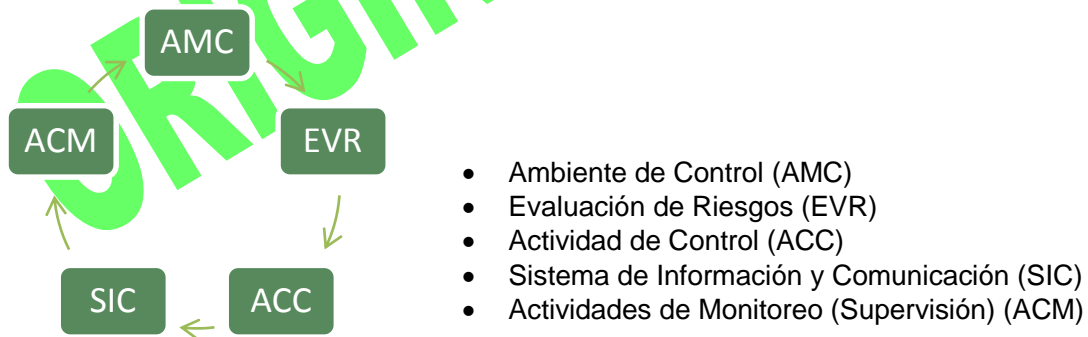 AMC
ACM
EVR
SIC
ACC
• Ambiente de Control (AMC)
• Evaluación de Riesgos (EVR)
• Actividad de Control (ACC)
• Sistema de Información y Comunicación (SIC)
• Actividades de Monitoreo (Supervisión) (ACM)